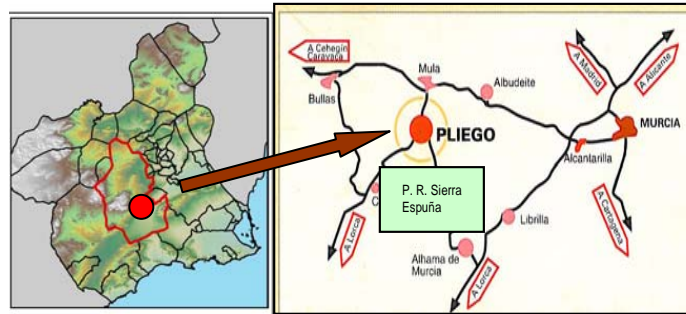 A Cehegín
Caravaca
Mula
Albudeite
Bullas
A Madrid
A Alicante
PLIEGO
MURCIA
Alcantarilla
P. R. Sierra
Espuña
C
A Lorca
Librilla
A Cartagena
Alhama de
Murcia
A Lorca